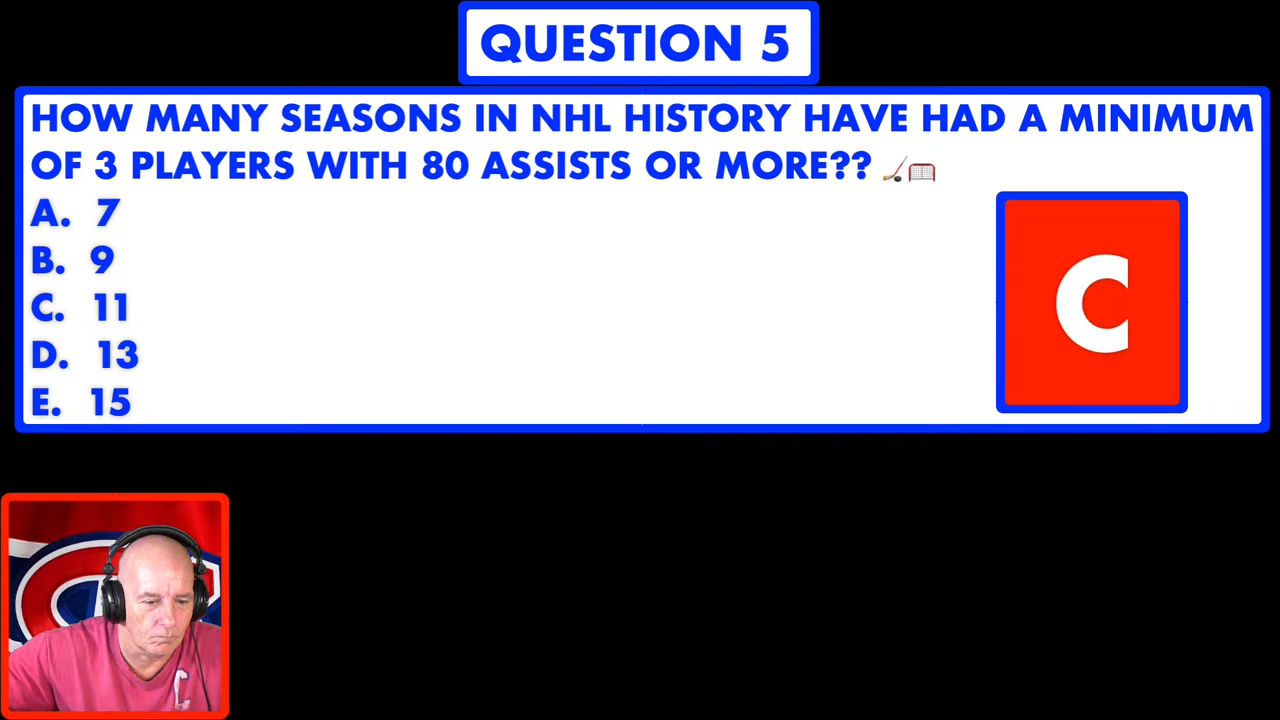 QUESTION 5
HOW MANY SEASONS IN NHL HISTORY HAVE HAD A MINIMUM
OF 3 PLAYERS WITH 80 ASSISTS OR MORE??
A. 7
B. 9
C. 11
D. 13
E. 15
C